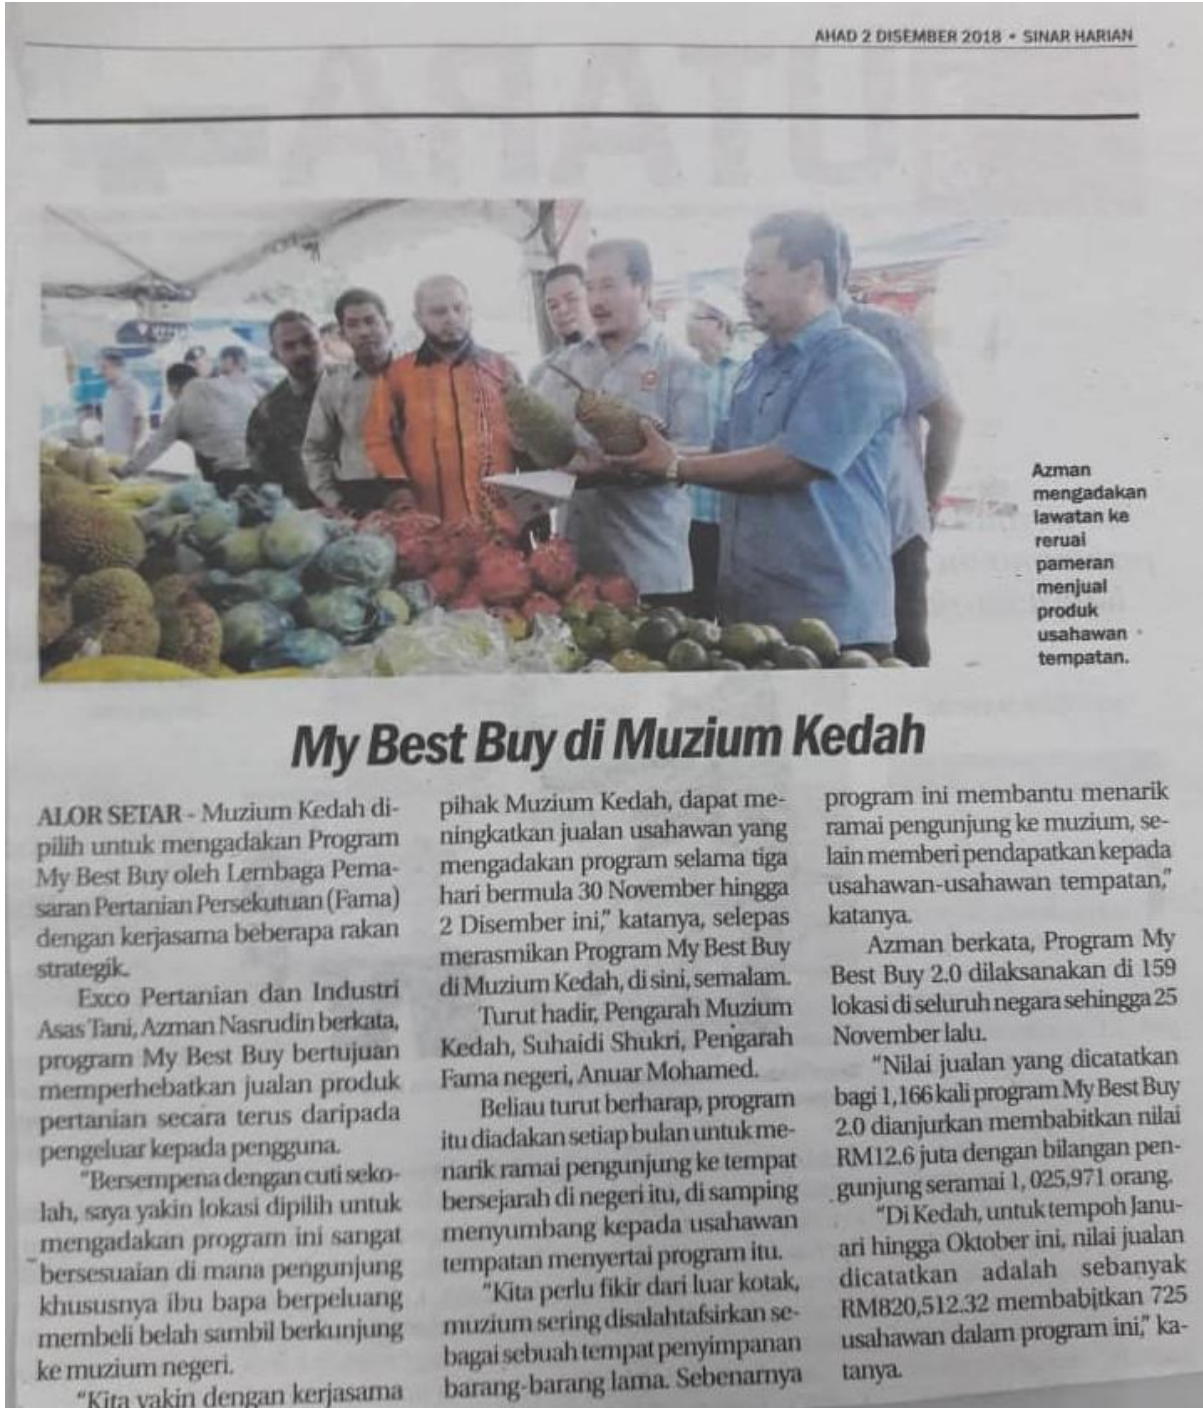 AHAD 2 DISEMBER 2018 • SINAR HARIAN
Azman
mengadakan
lawatan ke
reruai
pameran
menjual
produk
usahawan
tempatan.
My Best Buy di Muzium Kedah
ALOR SETAR - Muzium Kedah di-
pilih untuk mengadakan Program
My Best Buy oleh Lembaga Pema-
saran Pertanian Persekutuan (Fama)
dengan kerjasama beberapa rakan
strategik.
Exco Pertanian dan Industri
Asas Tani, Azman Nasrudin berkata,
program My Best Buy bertujuan
memperhebatkan jualan produk
pertanian secara terus daripada
pengeluar kepada pengguna.
"Bersempena dengan cuti seko-
lah, saya yakin lokasi dipilih untuk
mengadakan program ini sangat
bersesuaian di mana pengunjung
khususnya ibu bapa berpeluang
membeli belah sambil berkunjung
ke muzium negeri.
"Kita yakin dengan kerjasama
pihak Muzium Kedah, dapat me-
ningkatkan jualan usahawan yang
mengadakan program selama tiga
hari bermula 30 November hingga
2 Disember ini," katanya, selepas
merasmikan Program My Best Buy
di Muzium Kedah, di sini, semalam.
Turut hadir, Pengarah Muzium
Kedah, Suhaidi Shukri, Pengarah
Fama negeri, Anuar Mohamed.
Beliau turut berharap, program
itu diadakan setiap bulan untuk me-
narik ramai pengunjung ke tempat
bersejarah di negeri itu, di samping
menyumbang kepada usahawan
tempatan menyertai program itu.
"Kita perlu fikir dari luar kotak,
muzium sering disalahtafsirkan se-
bagai sebuah tempat penyimpanan
barang-barang lama. Sebenarnya
program ini membantu menarik
ramai pengunjung ke muzium, se-
lain memberi pendapatkan kepada
usahawan-usahawan tempatan,"
katanya.
Azman berkata, Program My
Best Buy 2.0 dilaksanakan di 159
lokasi di seluruh negara sehingga 25
November lalu.
"Nilai jualan yang dicatatkan
bagi 1,166 kali program My Best Buy
2.0 dianjurkan membabitkan nilai
RM12.6 juta dengan bilangan pen-
gunjung seramai 1, 025,971 orang.
"Di Kedah, untuk tempoh Janu-
ari hingga Oktober ini, nilai jualan
dicatatkan adalah sebanyak
RM820,512.32 membabitkan 725
usahawan dalam program ini," ka-
tanya.